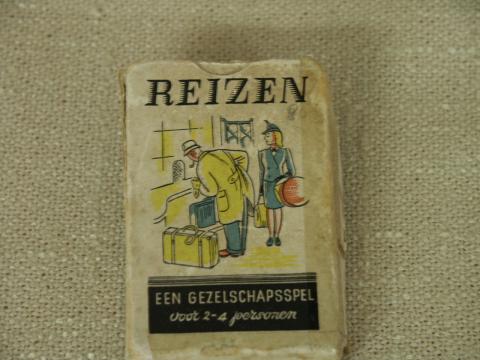 REIZEN
EEN GEZELSCHAPSSPEL
voor 2-4 personen